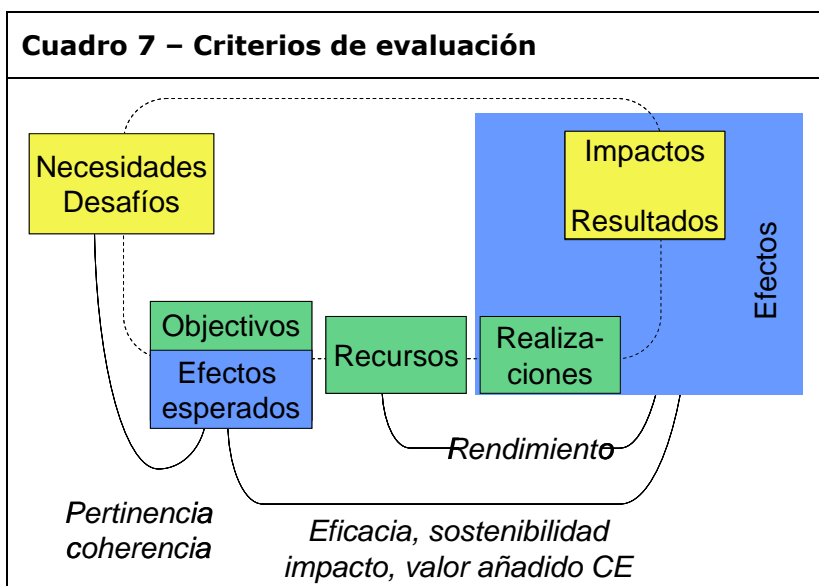 Cuadro 7 – Criterios de evaluación
Necesidades
Desafíos
Impactos
Resultados
Efectos
Objectivos
Efectos
esperados
Recursos
Realiza-
ciones
Rendimiento
Pertinencia
coherencia
Eficacia, sostenibilidad
impacto, valor añadido CE